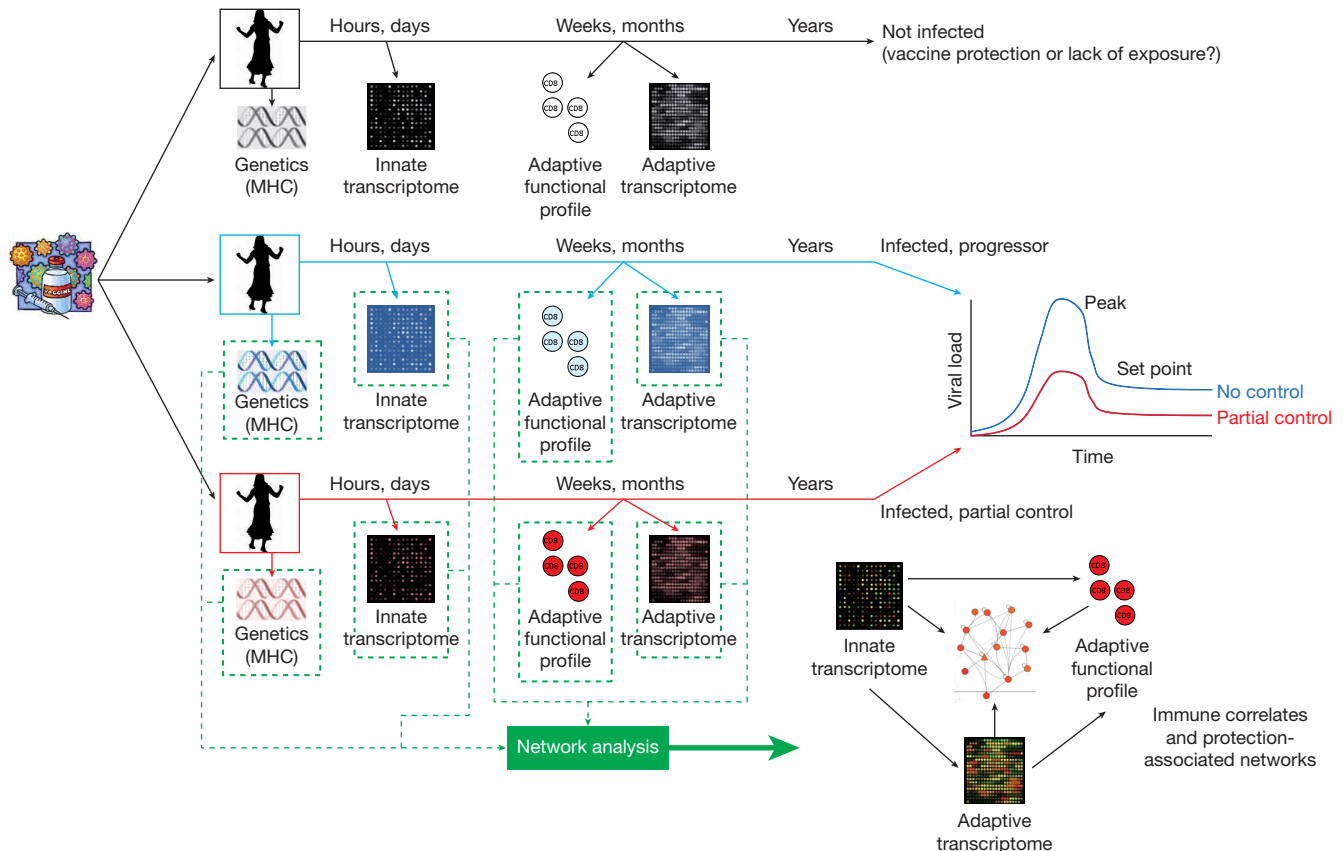 Hours, days
Weeks, months
Years
Not infected
(vaccine protection or lack of exposure?)
CD8
CD8
CD8
CD8
Genetics
(MHC)
Innate
transcriptome
Adaptive
functional
profile
Adaptive
transcriptome
VACCINE
Hours, days
Weeks, months
Years
Infected, progressor
CD8
CD8
CD8
CD8
Genetics
(MHC)
Innate
transcriptome
Adaptive
functional
profile
Adaptive
transcriptome
Viral load
Peak
Set point
No control
Partial control
Time
Hours, days
Weeks, months
Years
Infected, partial control
CD8
CD8
CD8
CD8
Genetics
(MHC)
Innate
transcriptome
Adaptive
functional
profile
Adaptive
transcriptome
Network analysis
CD8
CD8
CD8
CD8
Innate
transcriptome
Adaptive
functional
profile
Immune correlates
and protection-
associated networks
Adaptive
transcriptome